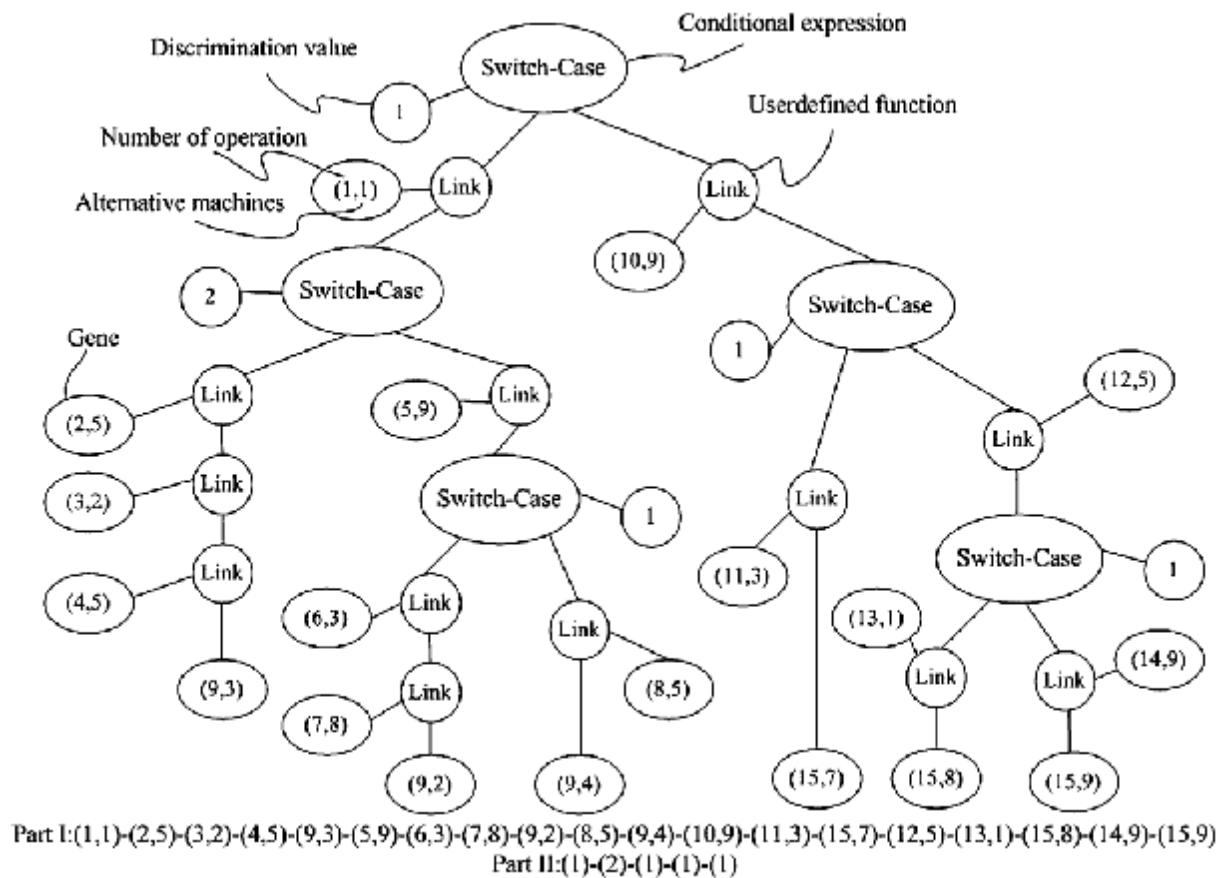 Conditional expression
Discrimination value
Switch-Case
1
Userdefined function
Number of operation
(1,1)
Link
Link
Alternative machines
(10,9)
2
Switch-Case
Switch-Case
1
Gene
Link
Link
(12,5)
(2,5)
(5,9)
Link
(3,2)
Link
Switch-Case
1
Link
(4,5)
Link
(11,3)
Switch-Case
1
(6,3)
Link
Link
(13,1)
(9,3)
(7,8)
Link
(8,5)
Link
Link
(14,9)
(9,2)
(9,4)
(15,7)
(15,8)
(15,9)
Part I:(1,1)-(2,5)-(3,2)-(4,5)-(9,3)-(5,9)-(6,3)-(7,8)-(9,2)-(8,5)-(9,4)-(10,9)-(11,3)-(15,7)-(12,5)-(13,1)-(15,8)-(14,9)-(15,9)
Part II:(1)-(2)-(1)-(1)-(1)